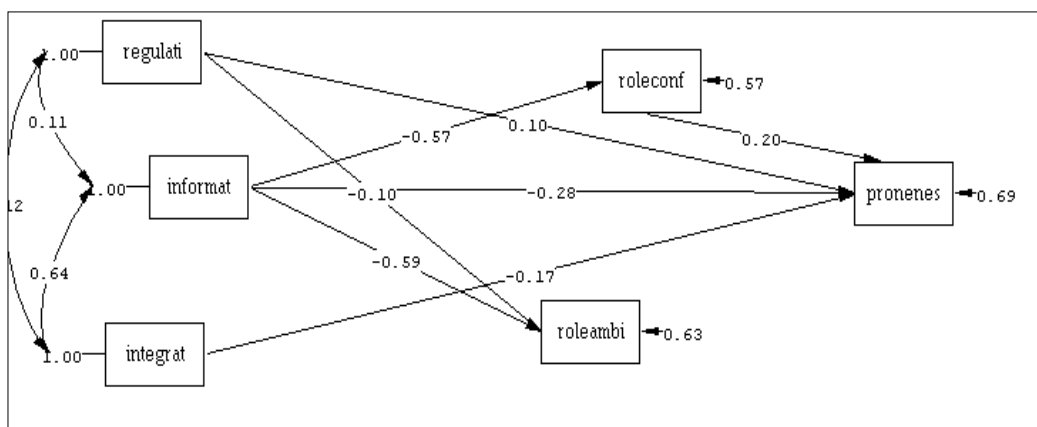 1.00
regulati
roleconf
0.57
0.11
-0.57
0.10
0.20
1.00
informat
-0.10
-0.28
pronenes
0.69
12
-0.59
0.64
-0.17
1.00
integrat
roleambi
0.63